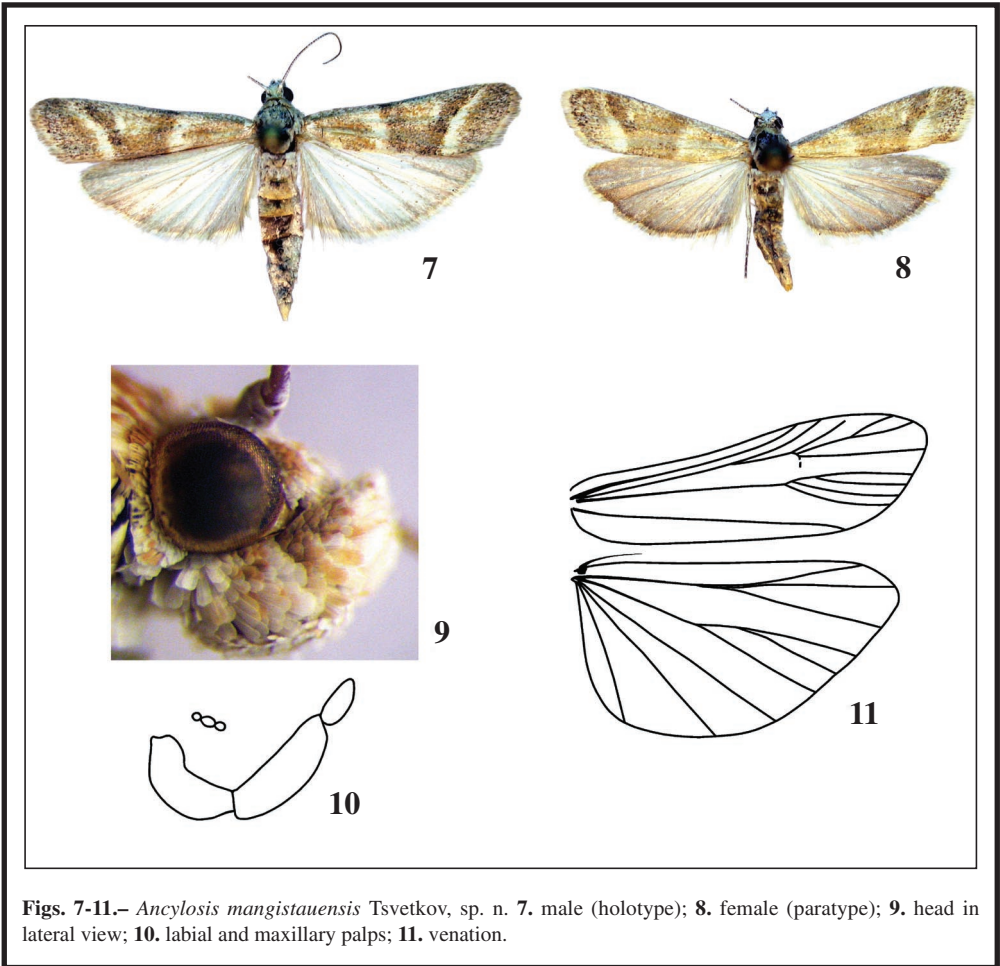 7
8
9
10
11
Figs. 7-11.– Ancylosis mangistauensis Tsvetkov, sp. n. 7. male (holotype); 8. female (paratype); 9. head in
lateral view; 10. labial and maxillary palps; 11. venation.